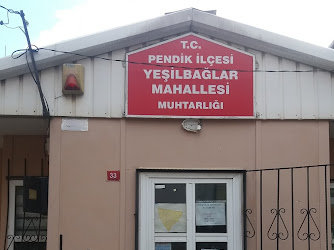 T.C.
PENDİK İLÇESİ
YEŞİLBAĞLAR
MAHALLESİ
MUHTARLIĞI
33